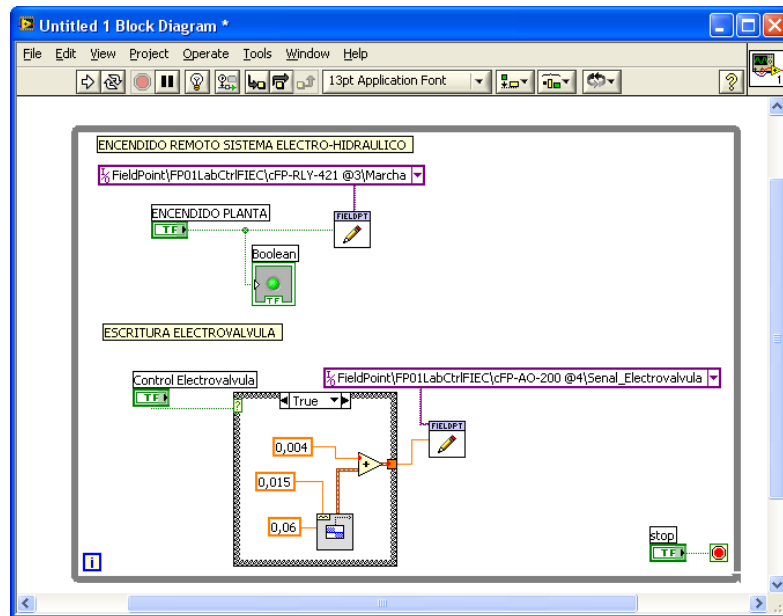 Untitled 1 Block Diagram *
File Edit View Project Operate Tools Window Help
13pt Application Font
?
1
ENCENDIDO REMOTO SISTEMA ELECTRO-HIDRAULICO
I/O FieldPoint\FP01LabCtrlFIEC\cFP-RLY-421 @3\Marcha
ENCENDIDO PLANTA
FIELDPT
TF
Boolean
TF
ESCRITURA ELECTROVALVULA
I/O FieldPoint\FP01LabCtrlFIEC\cFP-AO-200 @4\Senal_Electrovalvula
Control Electrovalvula
TF
True
?
FIELDPT
0,004
+
0,015
0,06
stop
TF
i